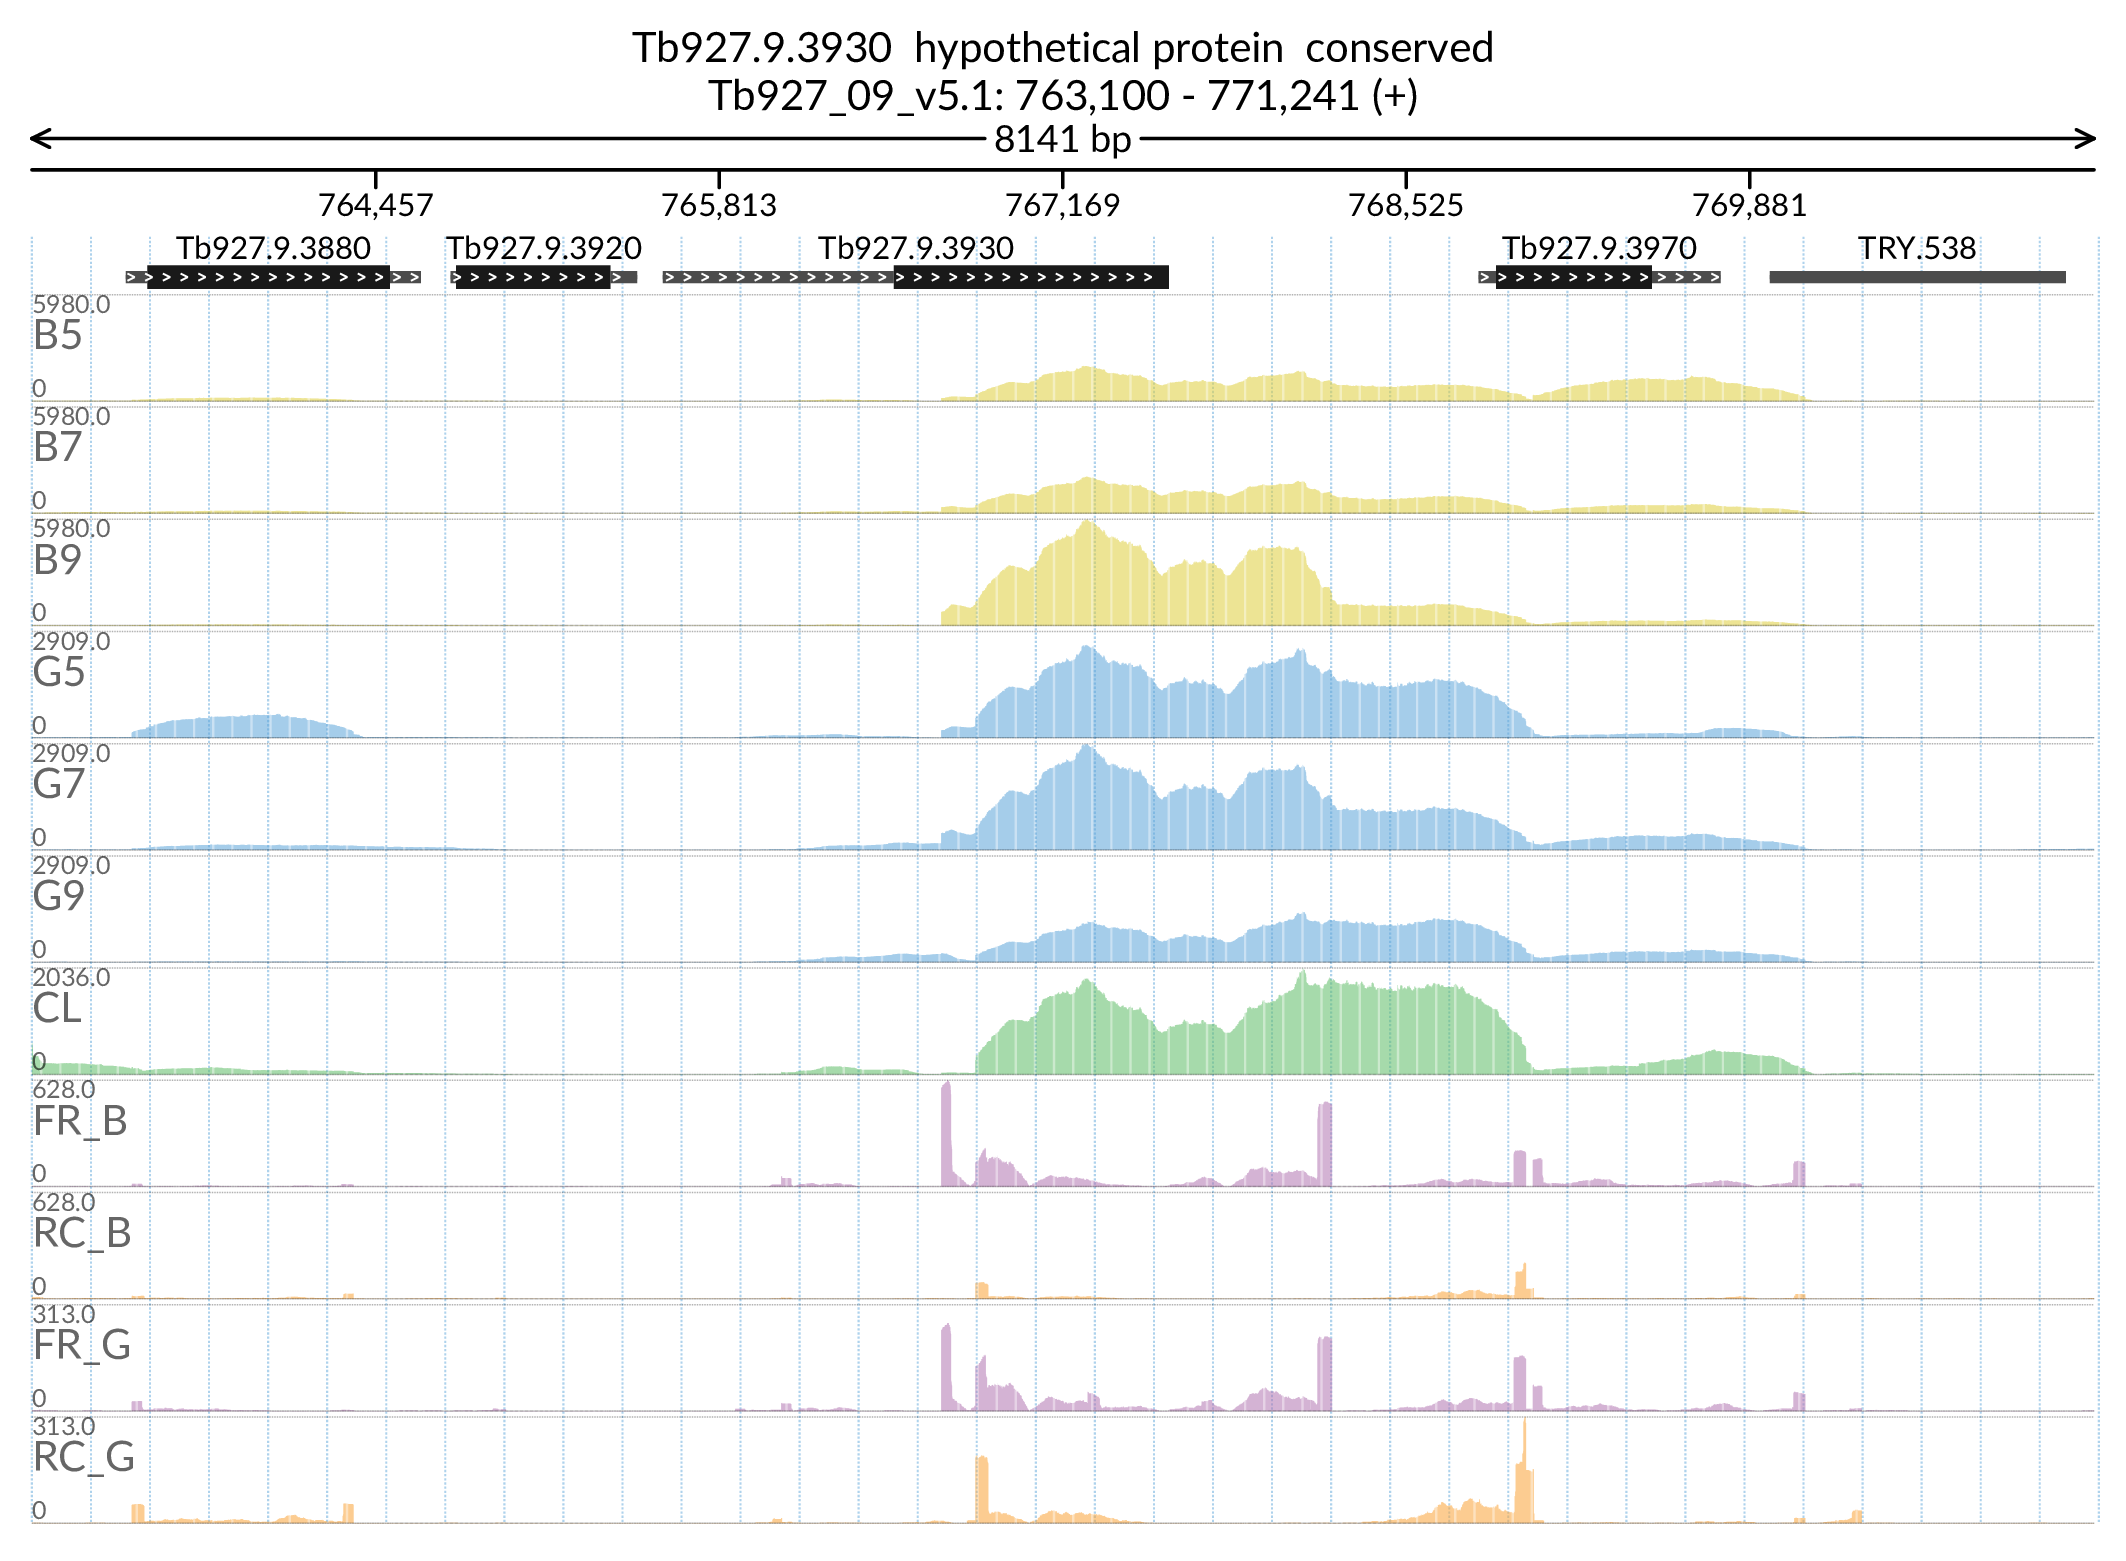 Tb927.9.3930  hypothetical protein  conserved
Tb927_09_v5.1: 763,100 - 771,241 (+)
8141 bp
764,457 765,813 767,169 768,525 769,881
Tb927.9.3880 Tb927.9.3920 Tb927.9.3930 Tb927.9.3970 TRY.538
5980.0
B5
0
5980.0
B7
0
5980.0
B9
0
2909.0
G5
0
2909.0
G7
0
2909.0
G9
0
2036.0
CL
0
628.0
FR_B
0
628.0
RC_B
0
313.0
FR_G
0
313.0
RC_G
0